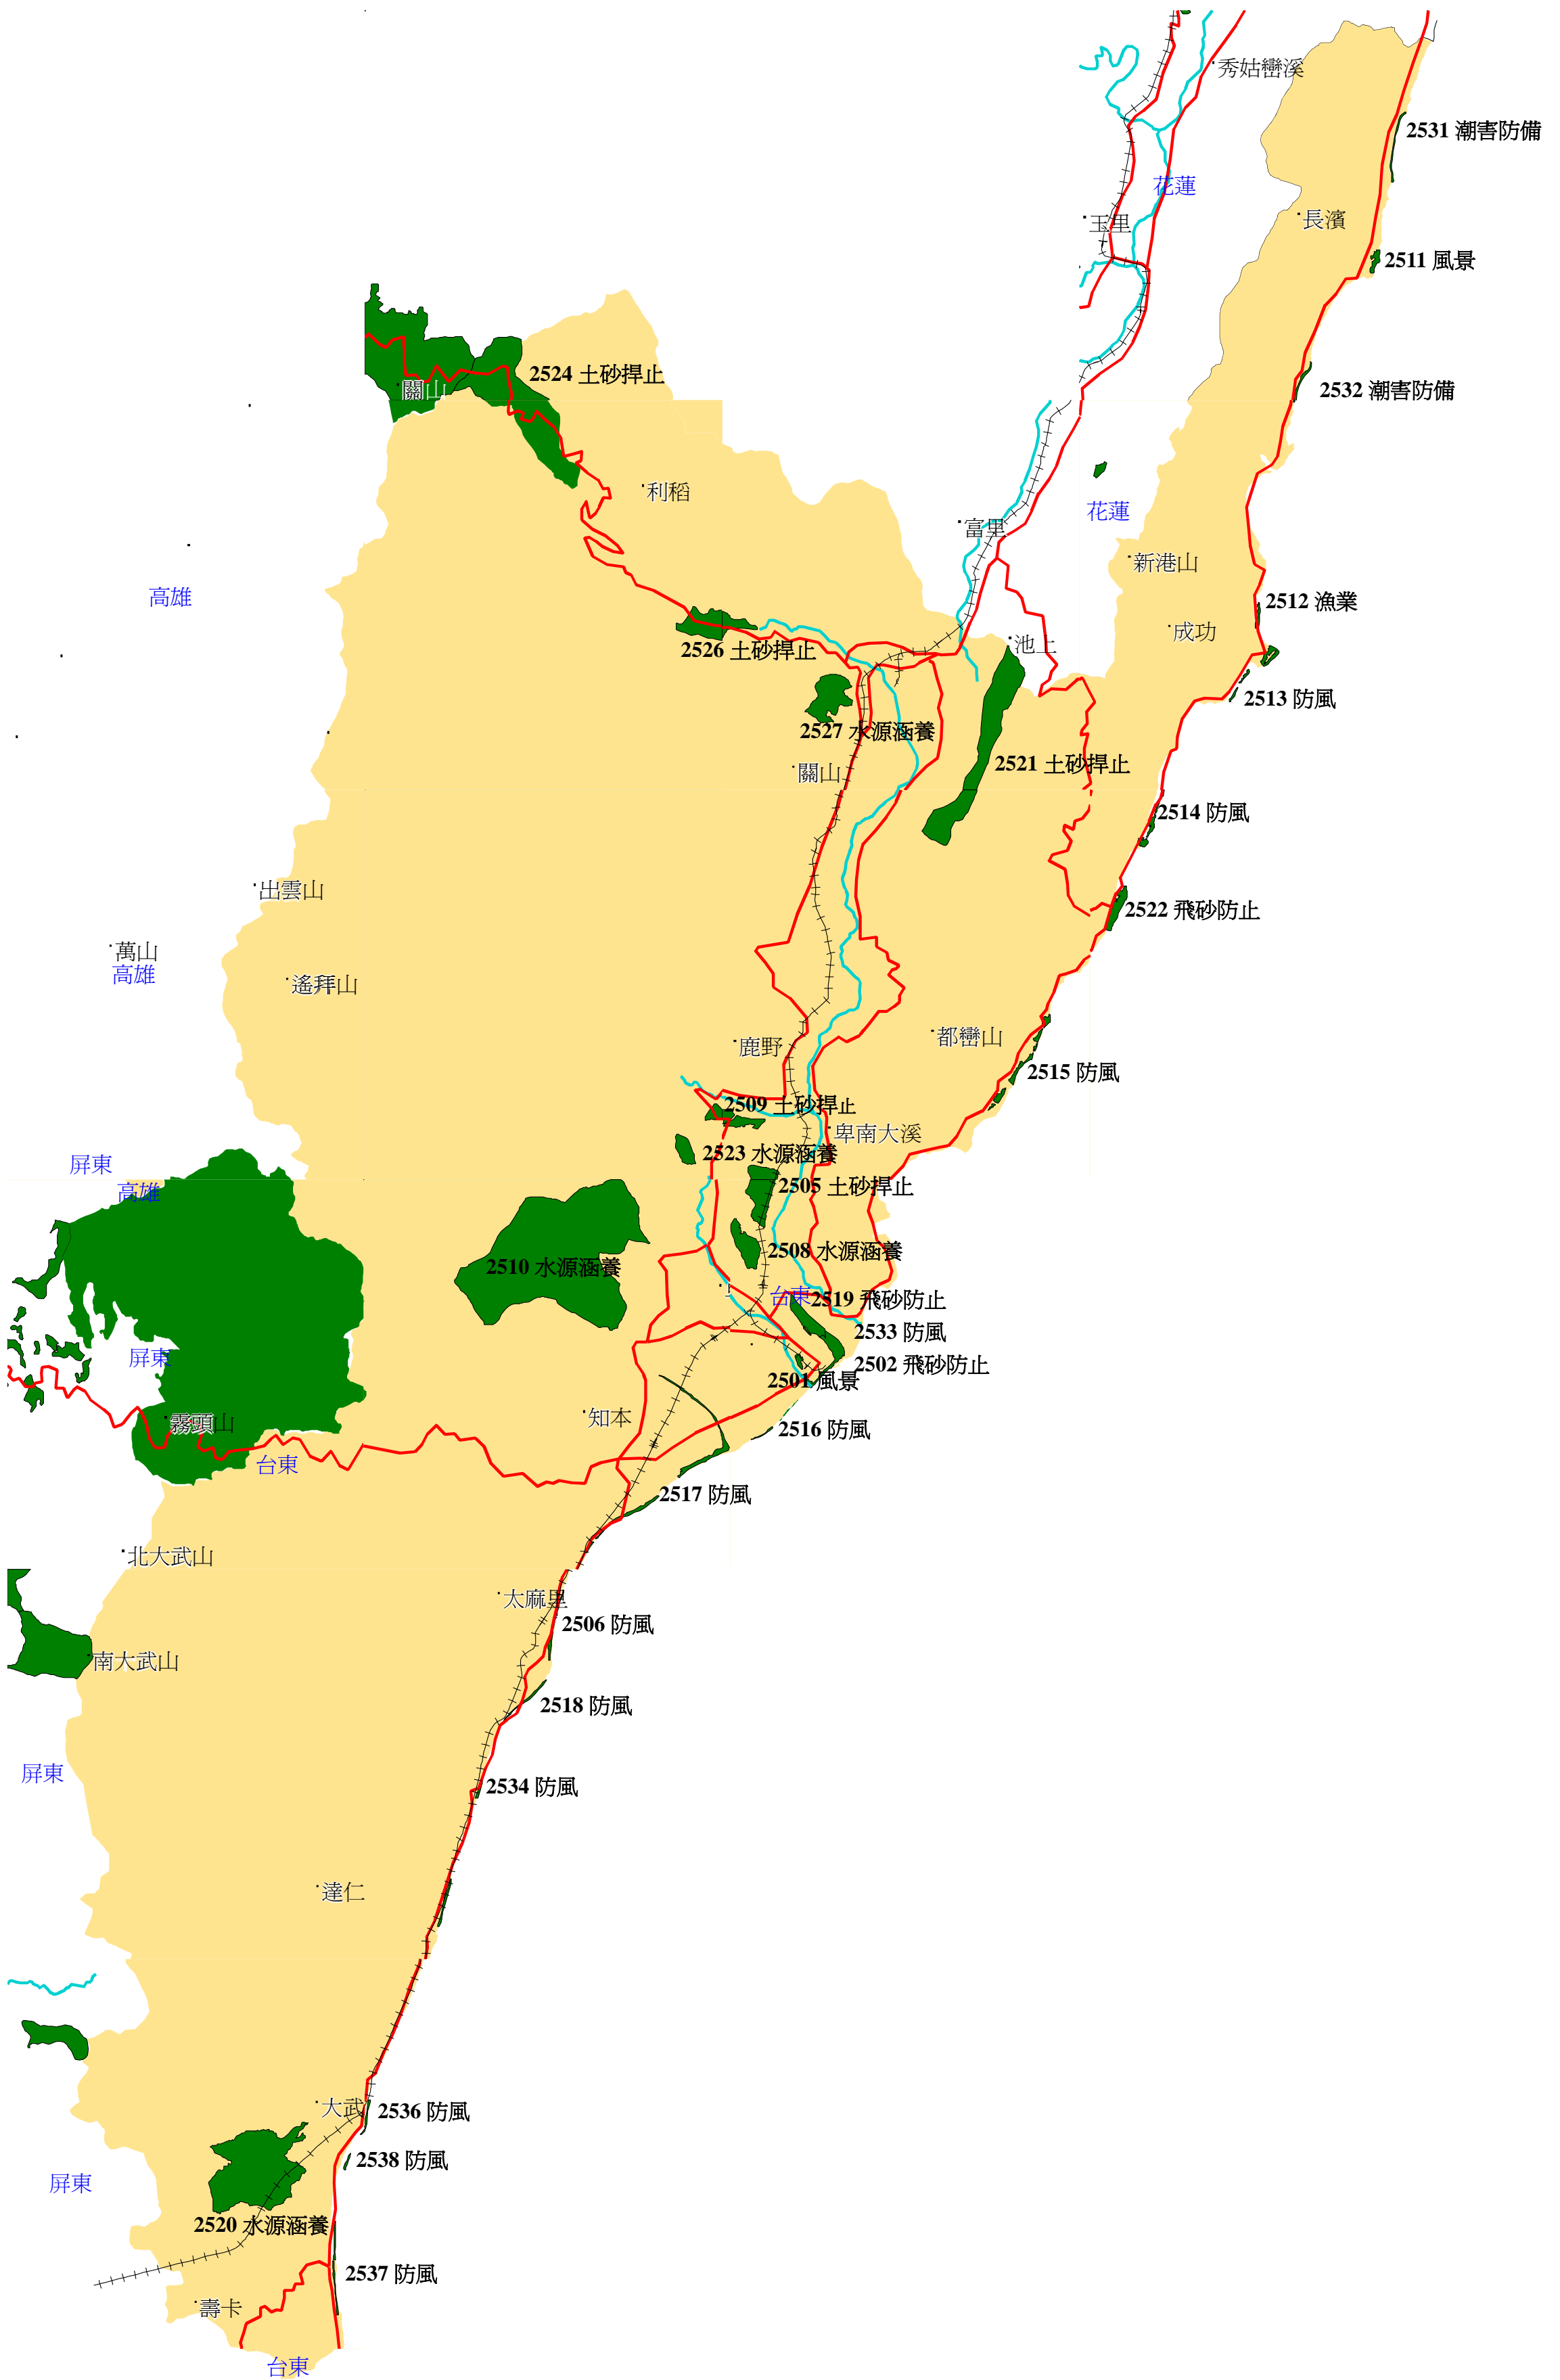 秀姑巒溪
2531 潮害防備
花蓮
玉里
長濱
2511 風景
2524 土砂捍止
關山
2532 潮害防備
利稻
花蓮
富里
新港山
高雄
2512 漁業
成功
池上
2526 土砂捍止
2513 防風
2527 水源涵養
2521 土砂捍止
關山
2514 防風
出雲山
2522 飛砂防止
萬山
高雄
遙拜山
都巒山
鹿野
2515 防風
2509 土砂捍止
卑南大溪
2523 水源涵養
屏東
高雄
2505 土砂捍止
2508 水源涵養
2510 水源涵養
台東
2519 飛砂防止
2533 防風
屏東
2502 飛砂防止
2501 風景
知本
霧頭山
2516 防風
台東
2517 防風
北大武山
太麻里
2506 防風
南大武山
2518 防風
屏東
2534 防風
達仁
大武
2536 防風
2538 防風
屏東
2520 水源涵養
2537 防風
壽卡
台東